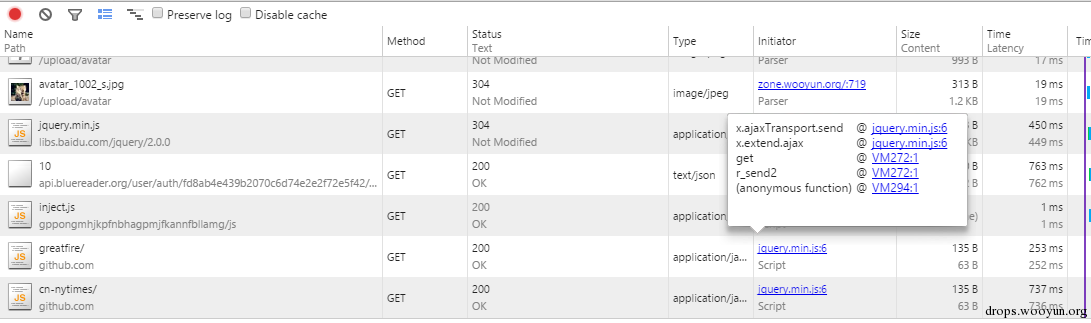 Preserve log Disable cache
Name Method Status Type Initiator Size Time Tim
Path Text Content Latency
/upload/avatar Not Modified Parser 993 B 17 ms
avatar_1002_s.jpg GET 304 image/jpeg zone.wooyun.org/:719 313 B 19 ms
/upload/avatar Not Modified Parser 1.2 KB 19 ms
jquery.min.js GET 304 application/ 450 ms
libs.baidu.com/jquery/2.0.0 Not Modified KB 449 ms
x.ajaxTransport.send @ jquery.min.js:6
x.extend.ajax @ jquery.min.js:6
get @ VM272:1
r_send2 @ VM272:1
(anonymous function) @ VM294:1
10 GET 200 text/json 763 ms
api.bluereader.org/user/auth/fd8ab4e439b2070c6d74e2e2f72e5f42/... OK 762 ms
inject.js GET 200 application/ 1 ms
gppongmhjkpfnbhagpmjfkannfbllamg/js OK 1 ms
greatfire/ GET 200 application/ja... jquery.min.js:6 135 B 253 ms
github.com OK Script 63 B 252 ms
cn-nytimes/ GET 200 application/ja... jquery.min.js:6 135 B 737 ms
github.com OK Script 63 B 736 ms
drops.wooyun.org